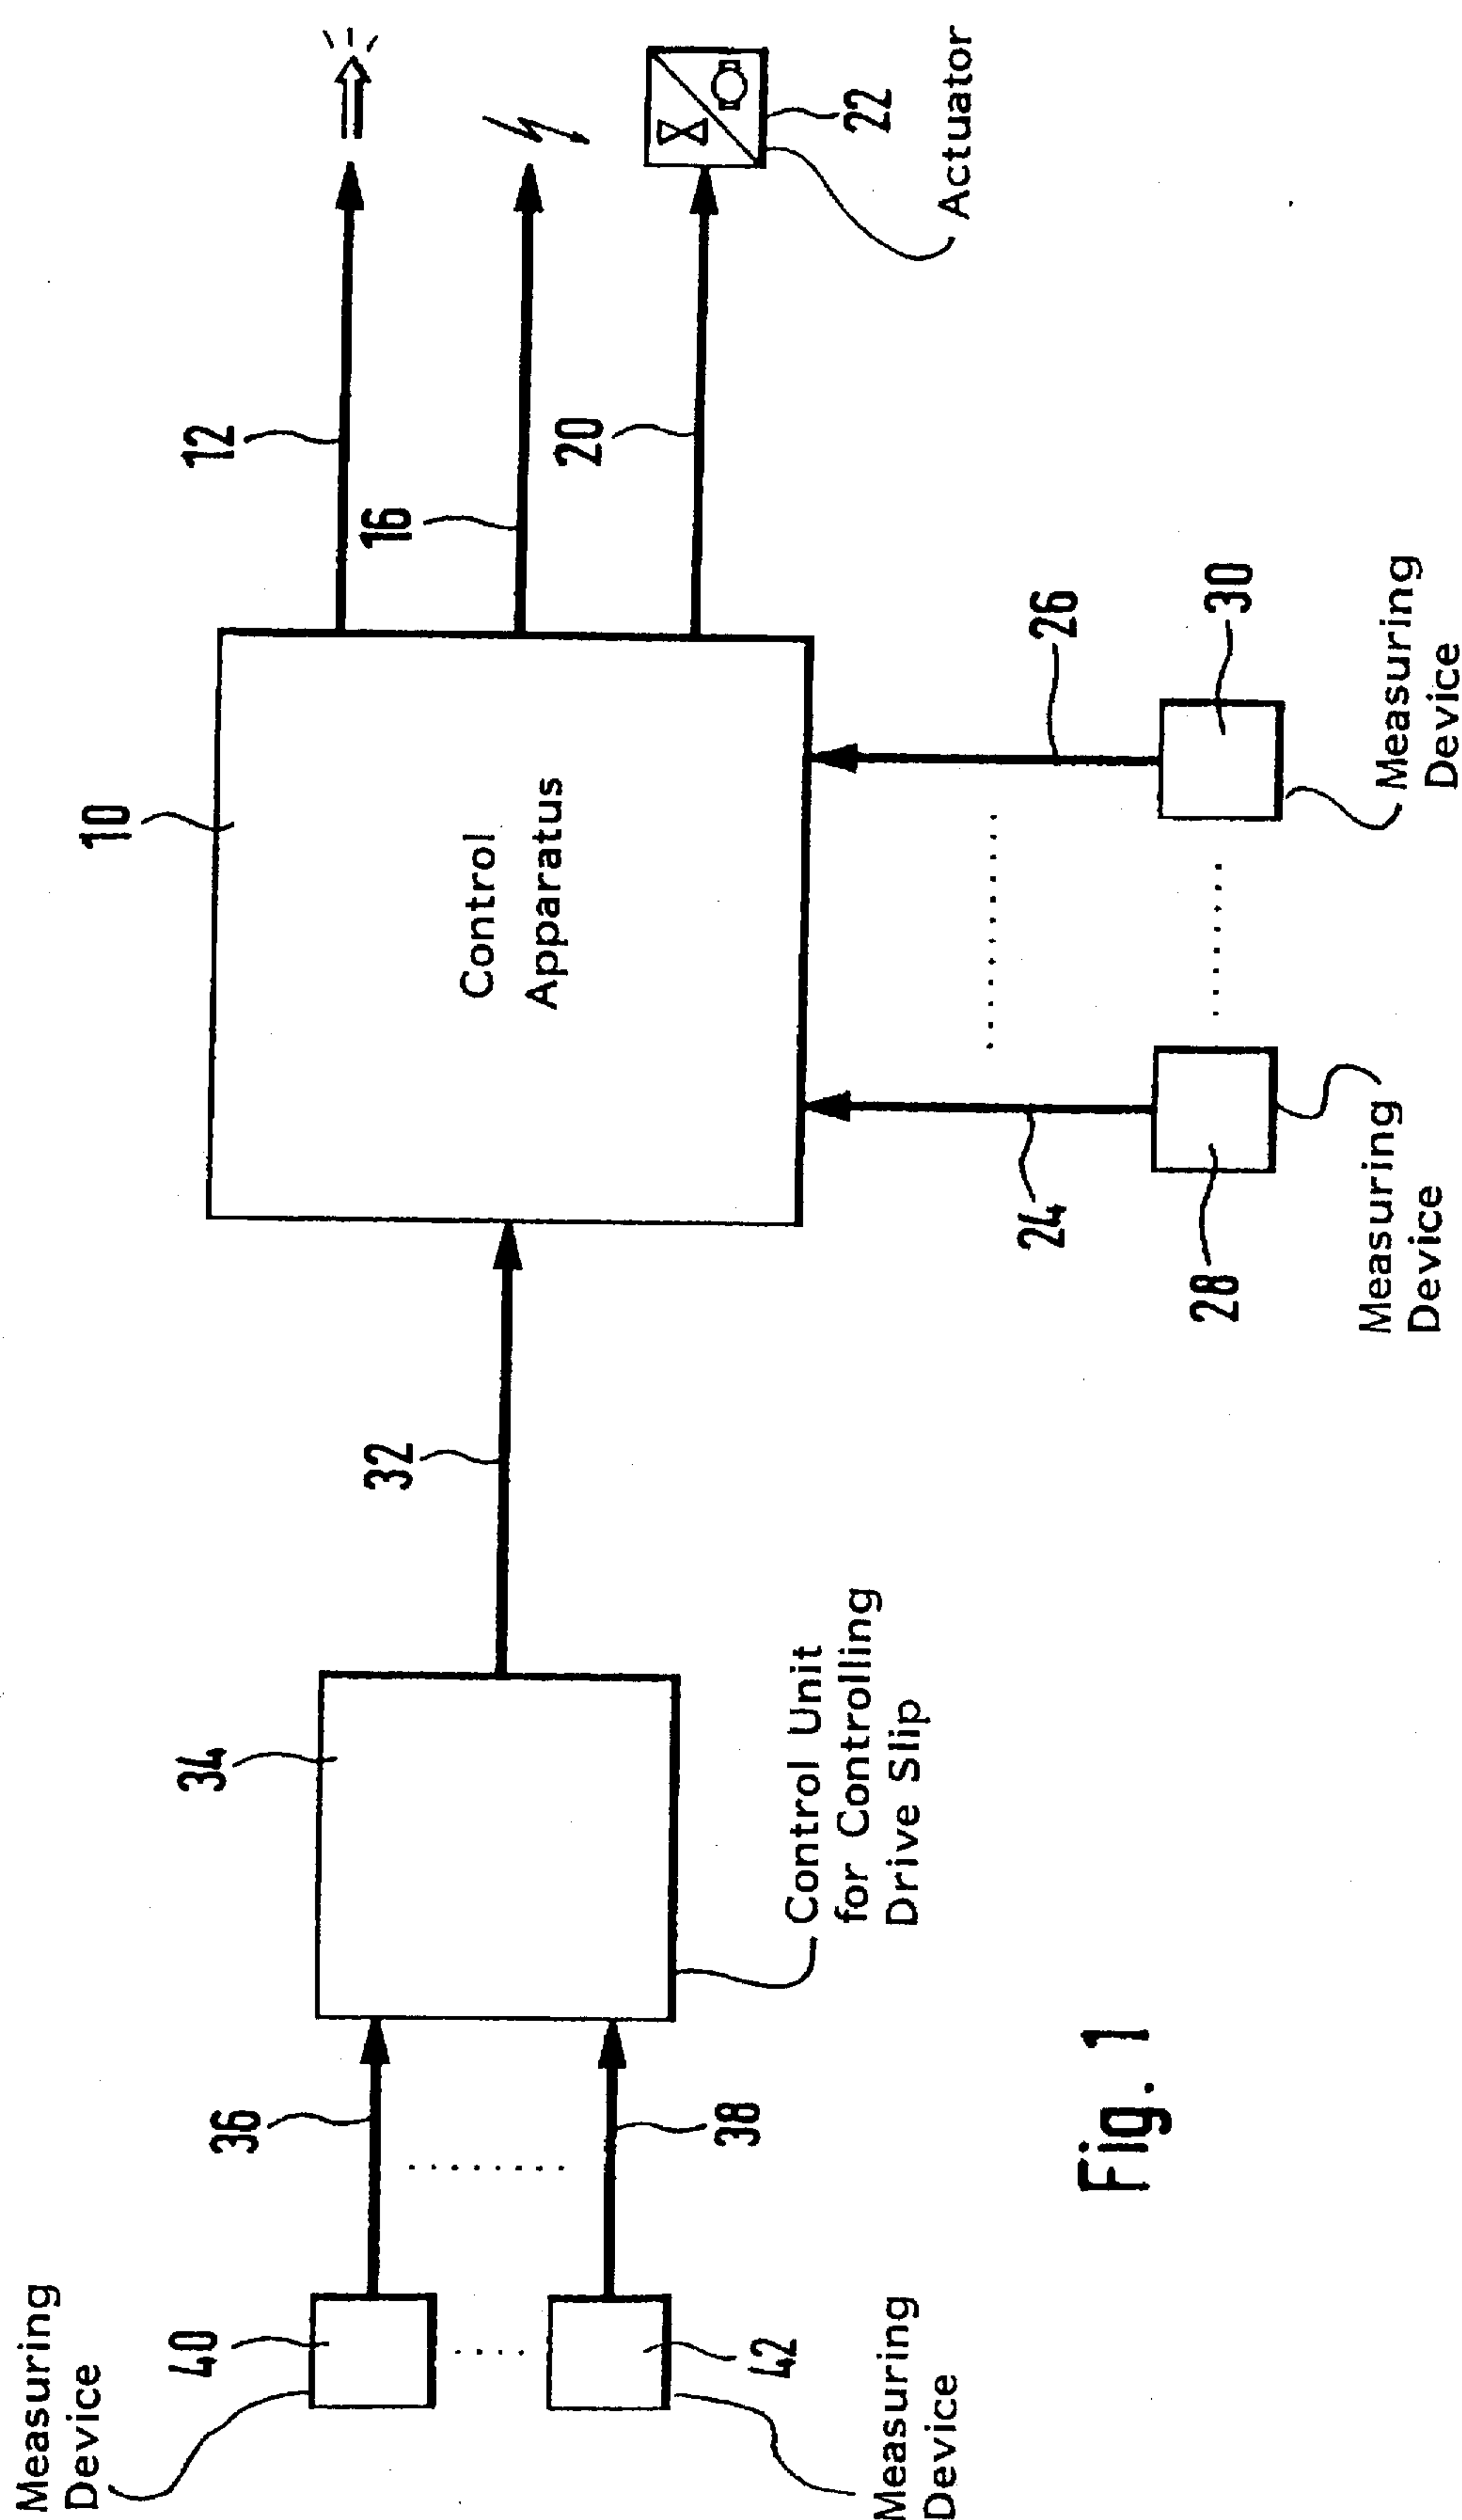 12
16
20
22
Actuator
10
Control
Apparatus
26
30
Measuring
Device
24
28
Measuring
Device
32
34
Control Unit
for Controlling
Drive Slip
36
38
40
42
Measuring
Device
Measuring
Device
Fig. 1